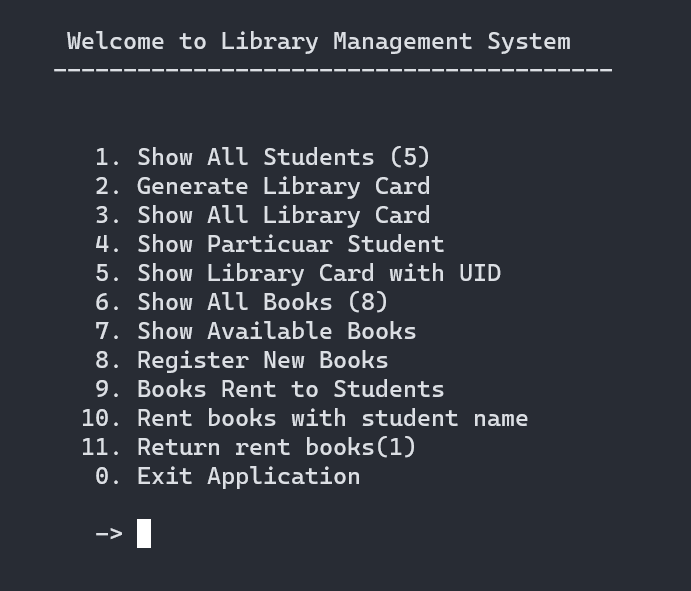 Welcome to Library Management System
----------------------------------------
1. Show All Students (5)
2. Generate Library Card
3. Show All Library Card
4. Show Particuar Student
5. Show Library Card with UID
6. Show All Books (8)
7. Show Available Books
8. Register New Books
9. Books Rent to Students
10. Rent books with student name
11. Return rent books(1)
0. Exit Application
->